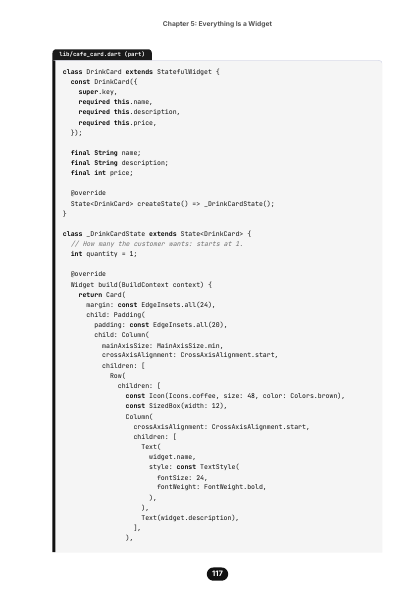 Chapter 5: Everything Is a Widget
lib/cafe_card.dart (part)
class DrinkCard extends StatefulWidget {
  const DrinkCard({
    super.key,
    required this.name,
    required this.description,
    required this.price,
  });

  final String name;
  final String description;
  final int price;

  @override
  State<DrinkCard> createState() => _DrinkCardState();
}

class _DrinkCardState extends State<DrinkCard> {
  // How many the customer wants: starts at 1.
  int quantity = 1;

  @override
  Widget build(BuildContext context) {
    return Card(
      margin: const EdgeInsets.all(24),
      child: Padding(
        padding: const EdgeInsets.all(20),
        child: Column(
          mainAxisSize: MainAxisSize.min,
          crossAxisAlignment: CrossAxisAlignment.start,
          children: [
            Row(
              children: [
                const Icon(Icons.coffee, size: 48, color: Colors.brown),
                const SizedBox(width: 12),
                Column(
                  crossAxisAlignment: CrossAxisAlignment.start,
                  children: [
                    Text(
                      widget.name,
                      style: const TextStyle(
                        fontSize: 24,
                        fontWeight: FontWeight.bold,
                      ),
                    ),
                    Text(widget.description),
                  ],
                ),
117